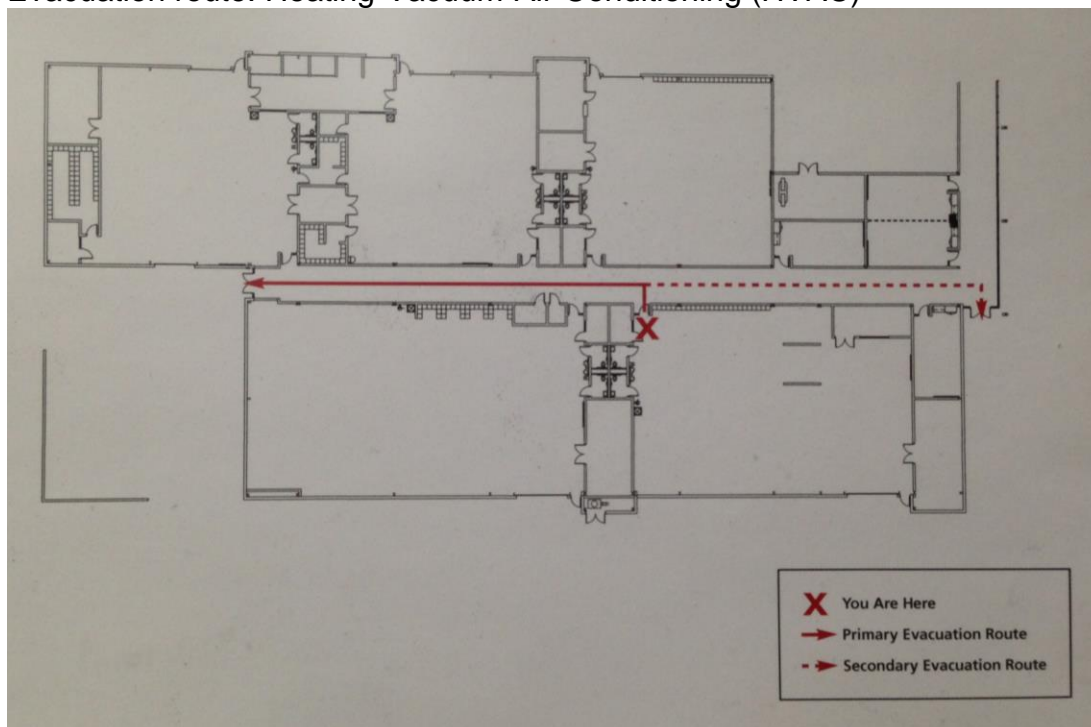 Evacuation route: Heating Vacuum Air Conditioning (HVAC)
X You Are Here
Primary Evacuation Route
Secondary Evacuation Route